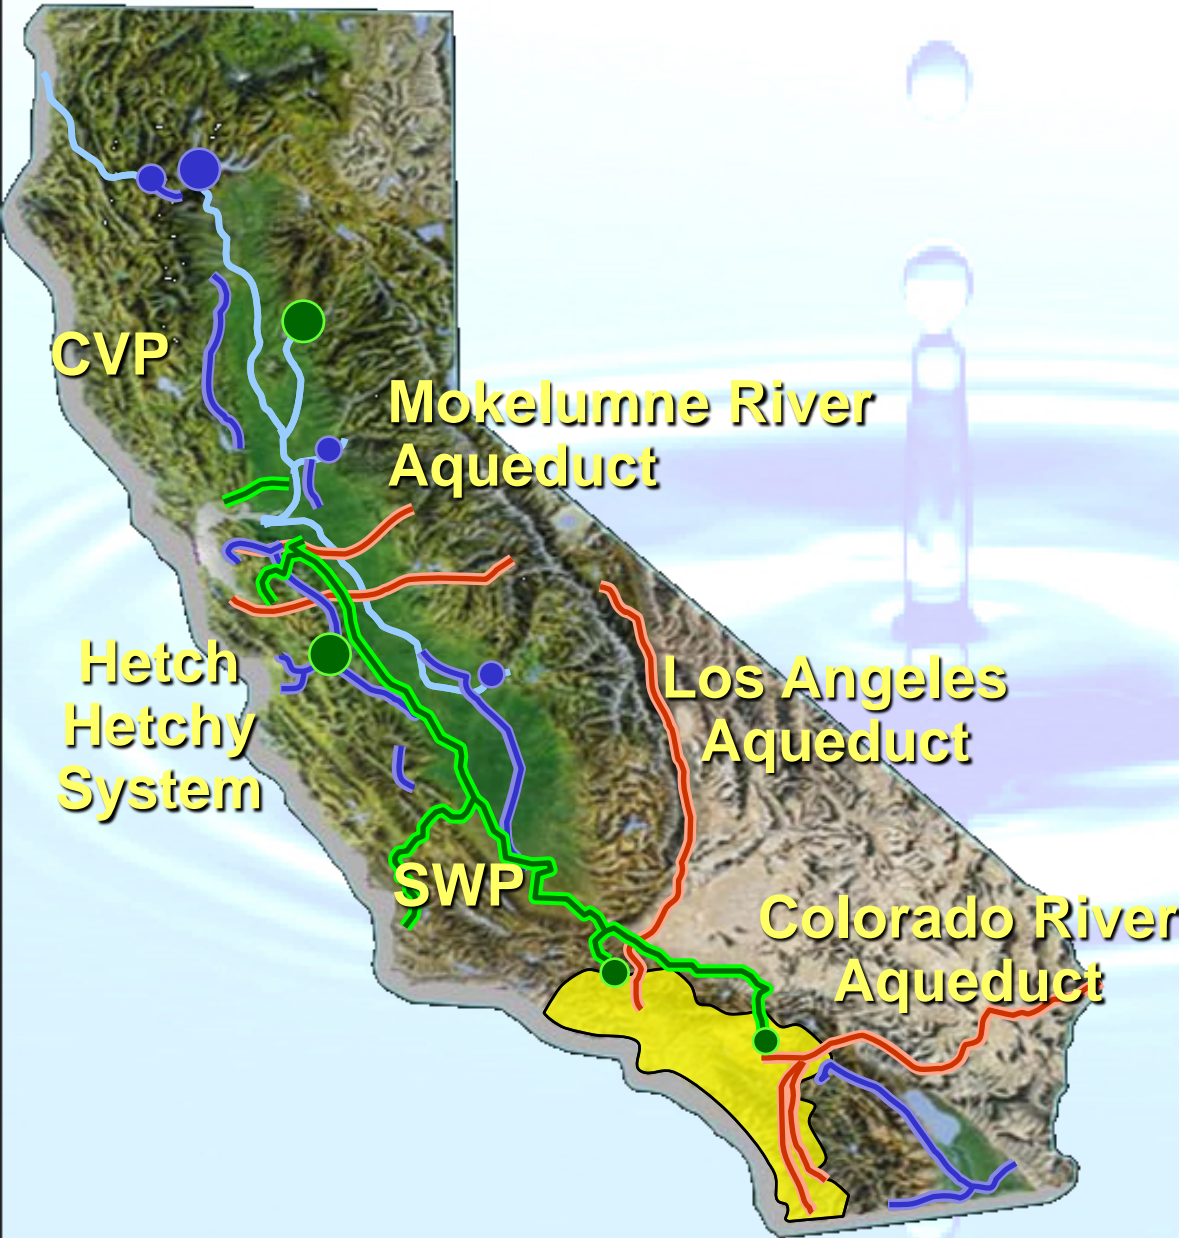 CVP
Mokelumne River
Aqueduct
Hetch
Hetchy
System
Los Angeles
Aqueduct
SWP
Colorado River
Aqueduct